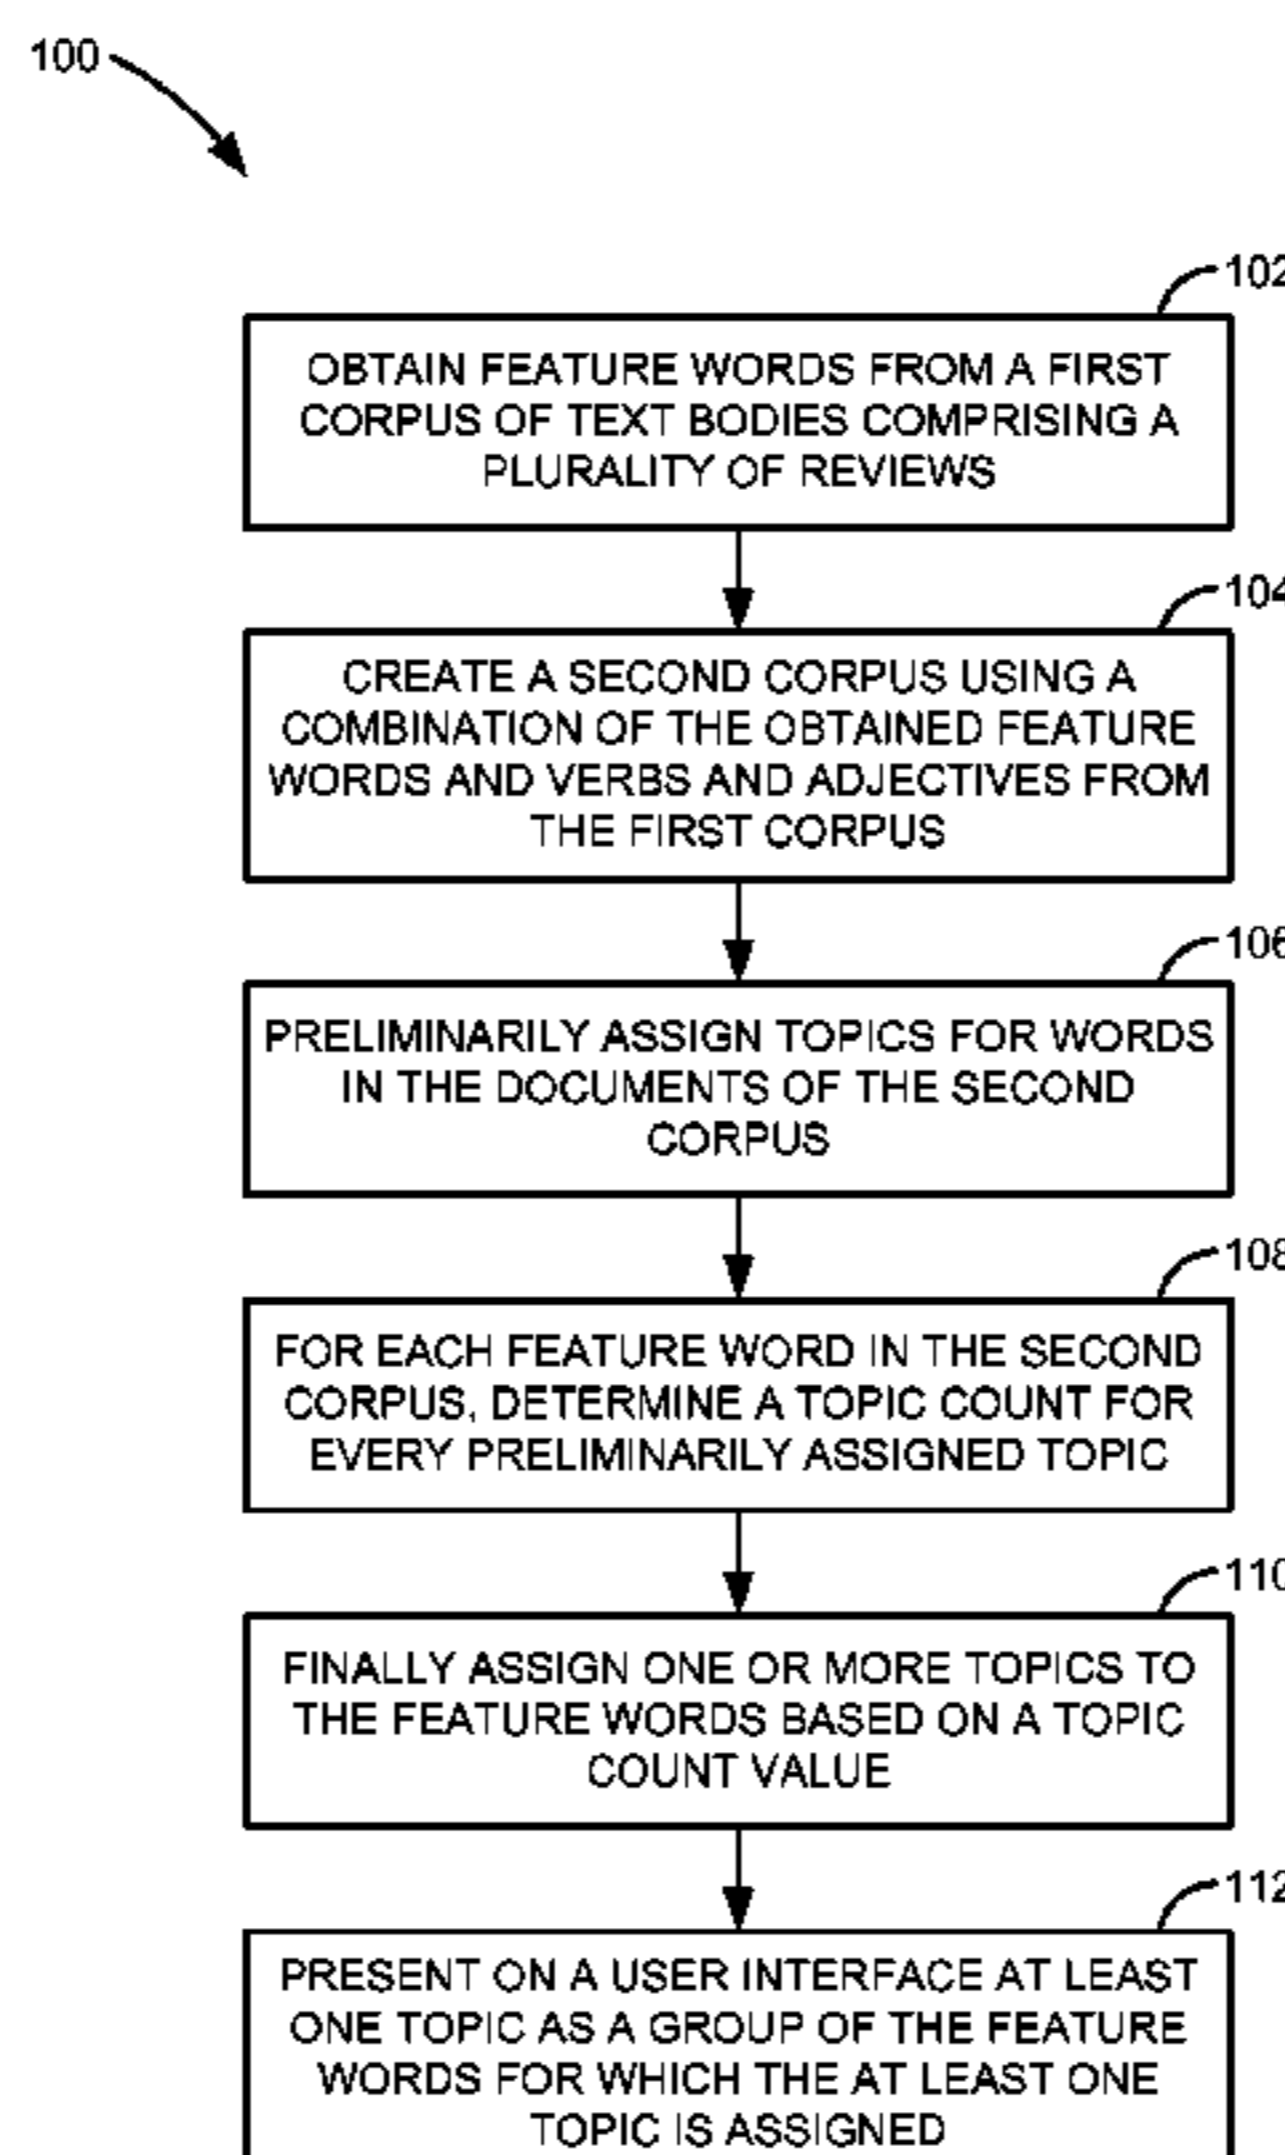 100
102
OBTAIN FEATURE WORDS FROM A FIRST
CORPUS OF TEXT BODIES COMPRISING A
PLURALITY OF REVIEWS
104
CREATE A SECOND CORPUS USING A
COMBINATION OF THE OBTAINED FEATURE
WORDS AND VERBS AND ADJECTIVES FROM
THE FIRST CORPUS
106
PRELIMINARILY ASSIGN TOPICS FOR WORDS
IN THE DOCUMENTS OF THE SECOND
CORPUS
108
FOR EACH FEATURE WORD IN THE SECOND
CORPUS, DETERMINE A TOPIC COUNT FOR
EVERY PRELIMINARILY ASSIGNED TOPIC
110
FINALLY ASSIGN ONE OR MORE TOPICS TO
THE FEATURE WORDS BASED ON A TOPIC
COUNT VALUE
112
PRESENT ON A USER INTERFACE AT LEAST
ONE TOPIC AS A GROUP OF THE FEATURE
WORDS FOR WHICH THE AT LEAST ONE
TOPIC IS ASSIGNED